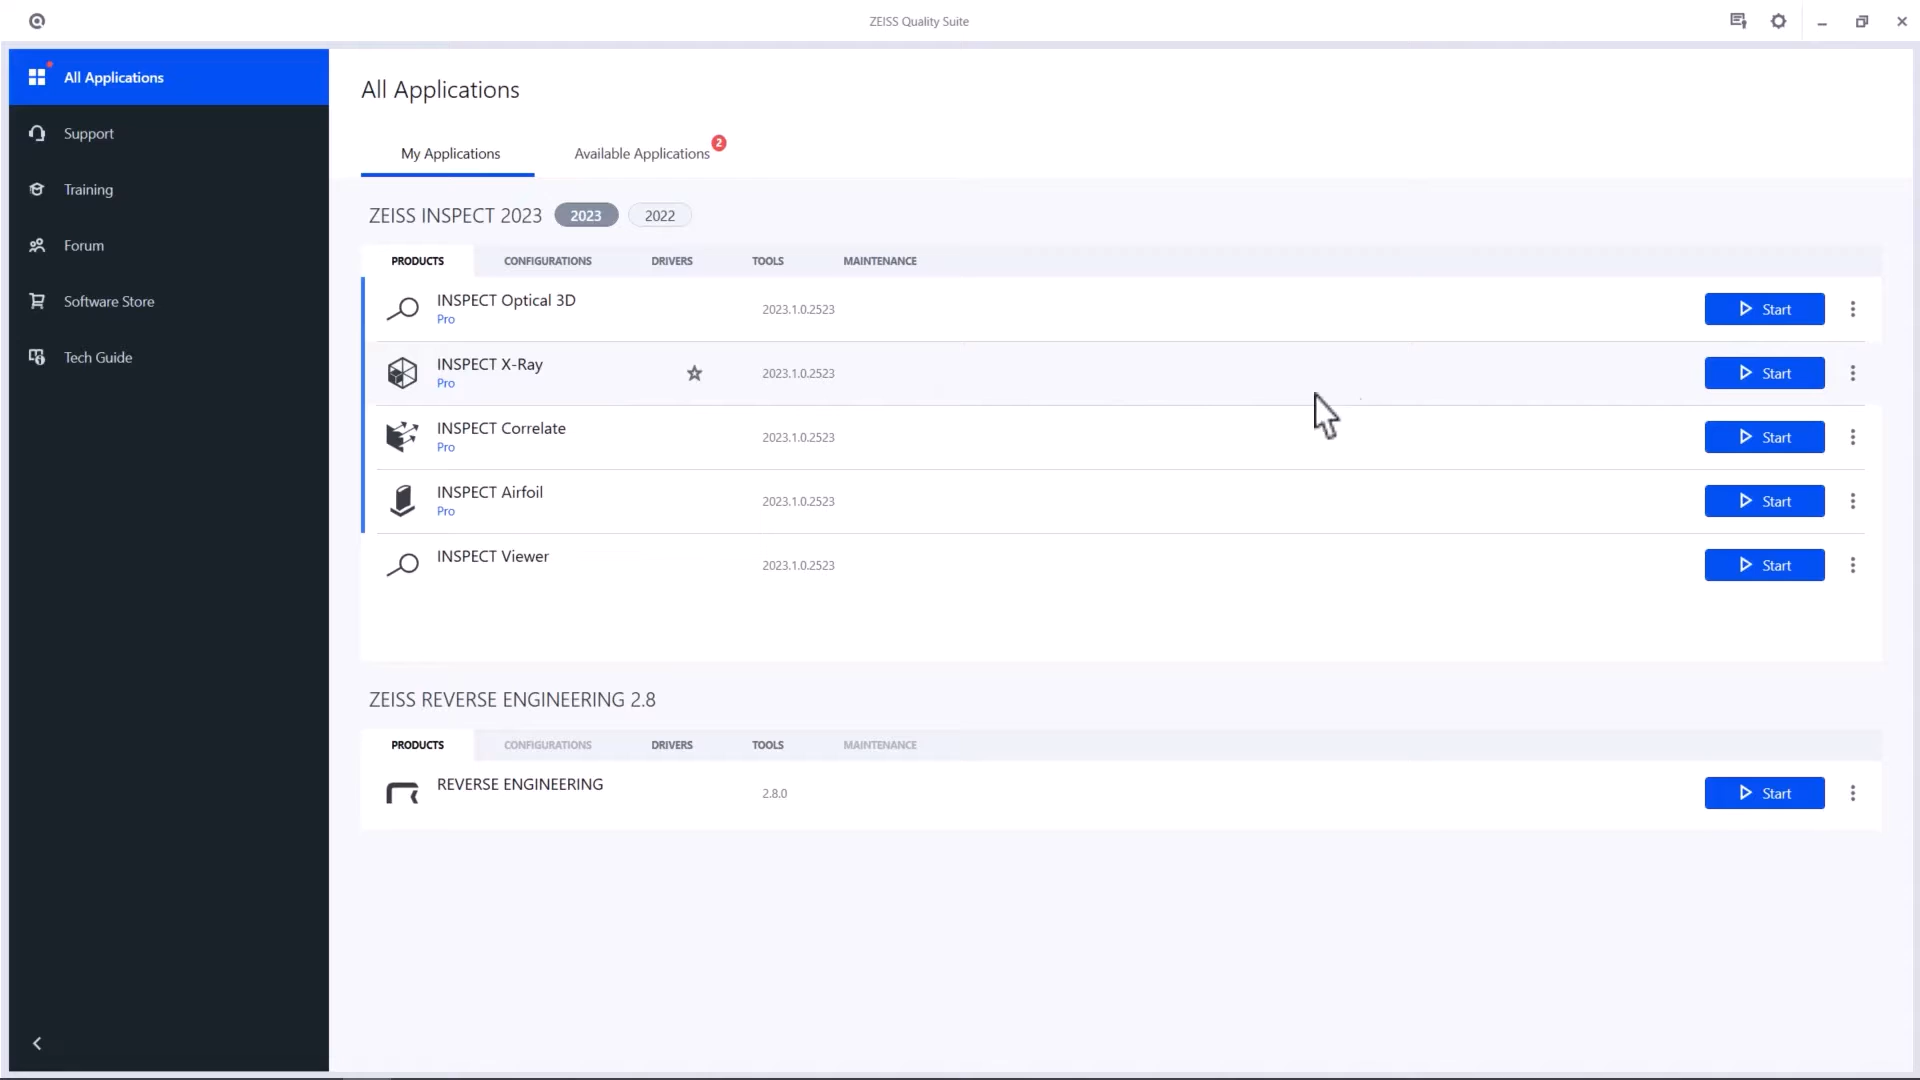 ZEISS Quality Suite
All Applications
Support
Training
Forum
Software Store
Tech Guide
All Applications
My Applications
Available Applications
2
ZEISS INSPECT 2023
2023
2022
PRODUCTS
CONFIGURATIONS
DRIVERS
TOOLS
MAINTENANCE
INSPECT Optical 3D
Pro
2023.1.0.2523
Start
INSPECT X-Ray
Pro
2023.1.0.2523
Start
INSPECT Correlate
Pro
2023.1.0.2523
Start
INSPECT Airfoil
Pro
2023.1.0.2523
Start
INSPECT Viewer
2023.1.0.2523
Start
ZEISS REVERSE ENGINEERING 2.8
PRODUCTS
CONFIGURATIONS
DRIVERS
TOOLS
MAINTENANCE
REVERSE ENGINEERING
2.8.0
Start